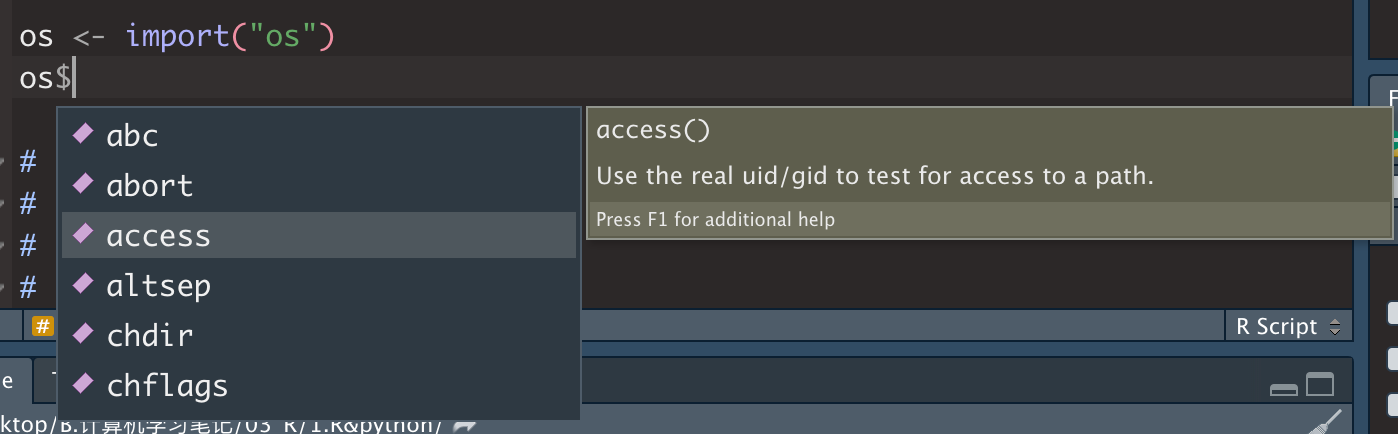 os <- import("os")
os$
abc
abort
access
altsep
chdir
chflags
access()
Use the real uid/gid to test for access to a path.
Press F1 for additional help
#
#
#
#
#
R Script
e
ktop/B.计算机学习笔记/03 R/1.R&python/